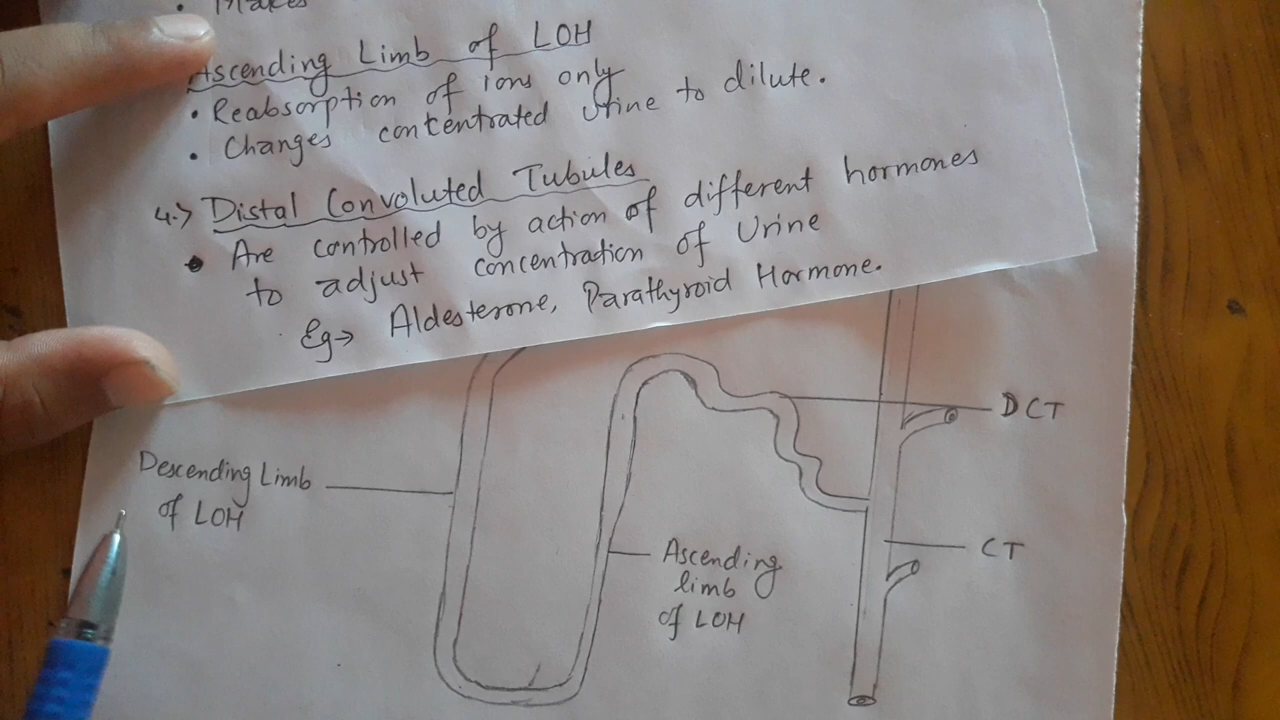 • Makes
Ascending Limb of LOH
• Reabsorption of ions only
• Changes concentrated Urine to dilute.
4.> Distal Convoluted Tubules
• Are controlled by action of different hormones
to adjust concentration of Urine
Eg→ Aldesterone, Parathyroid Hormone.
DCT
Descending Limb
of LOH
CT
Ascending
limb
of LOH